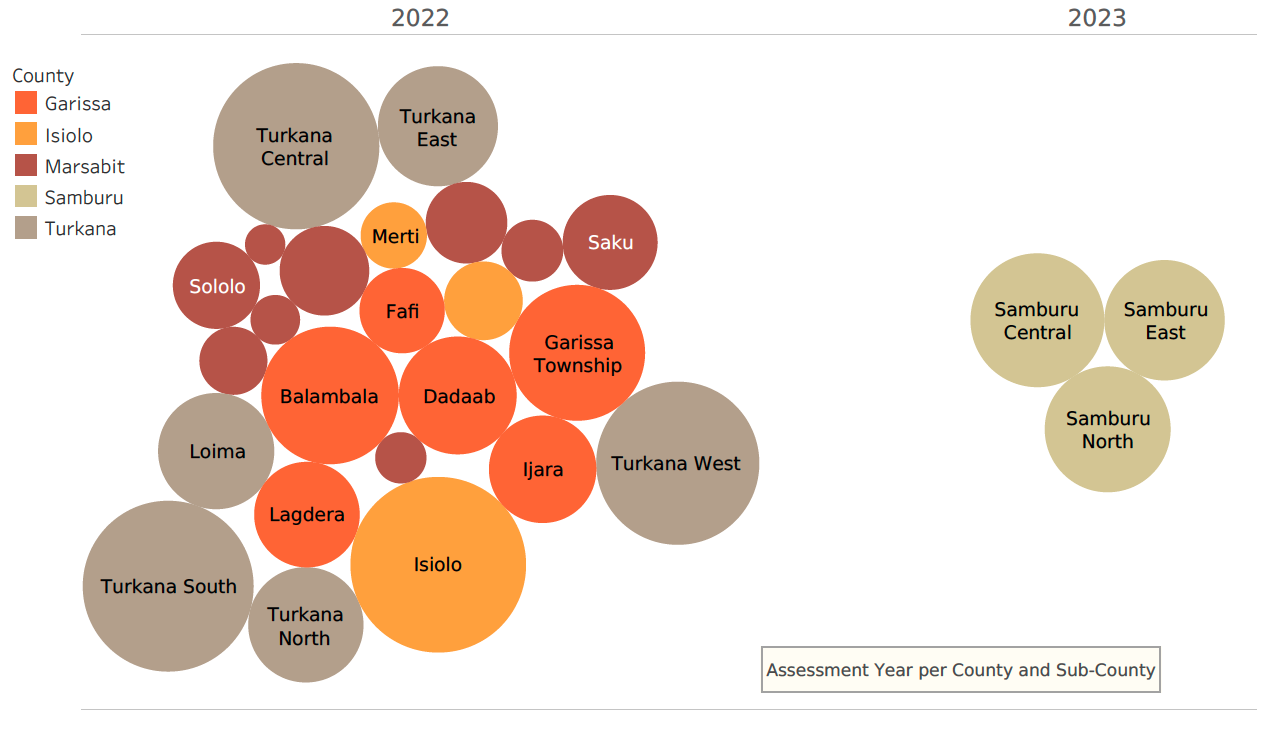 2022
2023
County
Garissa
Isiolo
Marsabit
Samburu
Turkana
Turkana
Central
Turkana
East
Merti
Saku
Sololo
Fafi
Garissa
Township
Balambala
Dadaab
Loima
Ijara
Turkana West
Lagdera
Isiolo
Turkana South
Turkana
North
Samburu
Central
Samburu
East
Samburu
North
Assessment Year per County and Sub-County